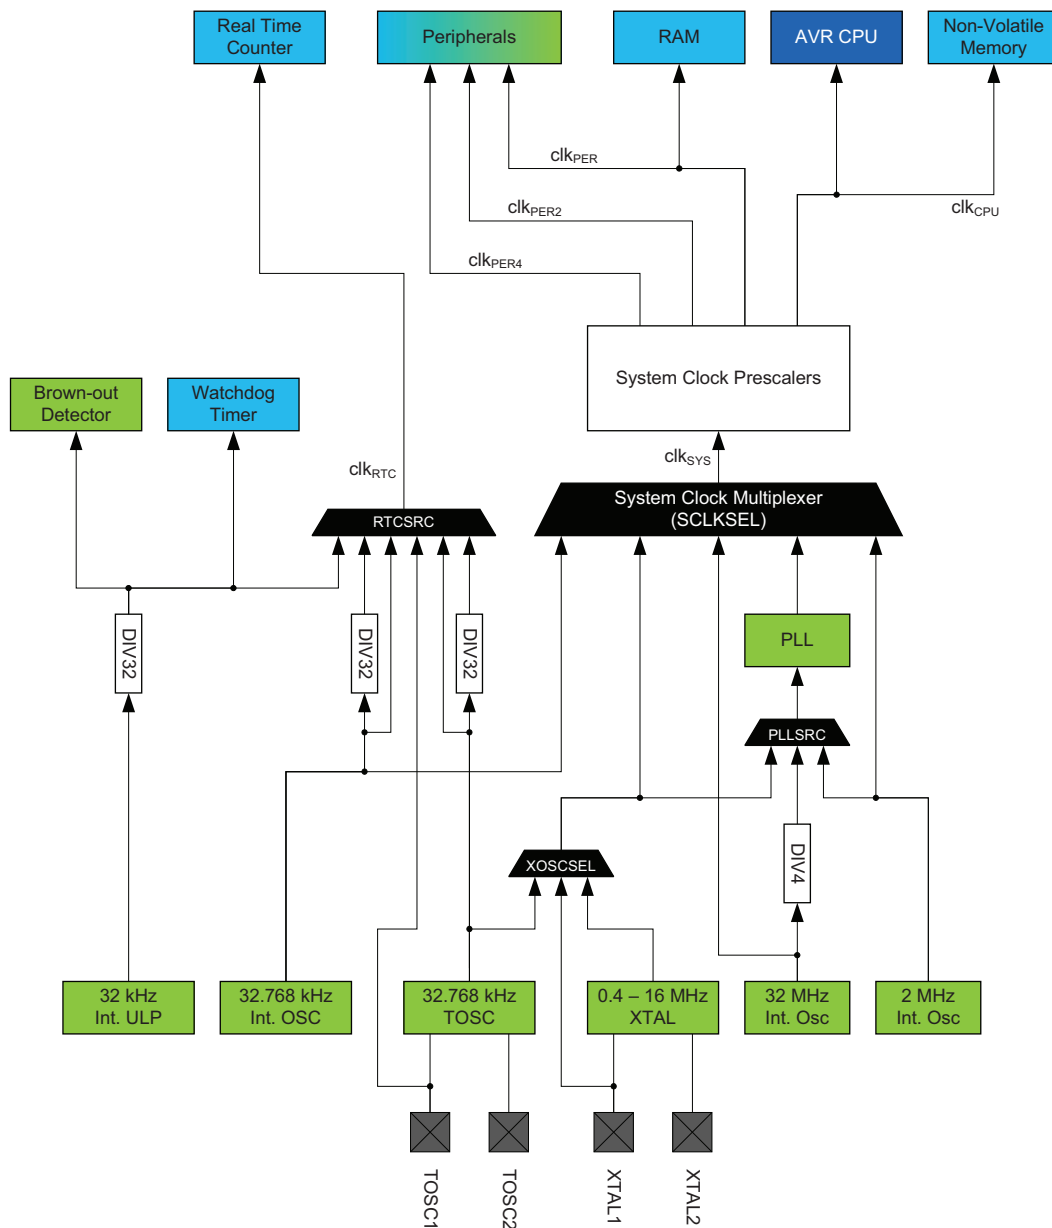 Real Time
Counter
Peripherals
RAM
AVR CPU
Non-Volatile
Memory
clkPER
clkPER2
clkCPU
clkPER4
System Clock Prescalers
Brown-out
Detector
Watchdog
Timer
clkRTC
clkSYS
RTCSRC
System Clock Multiplexer
(SCLKSEL)
DIV32
DIV32
DIV32
PLL
PLLSRC
DIV4
XOSCSEL
32 kHz
Int. ULP
32.768 kHz
Int. OSC
32.768 kHz
TOSC
0.4 – 16 MHz
XTAL
32 MHz
Int. Osc
2 MHz
Int. Osc
TOSC1
TOSC2
XTAL1
XTAL2